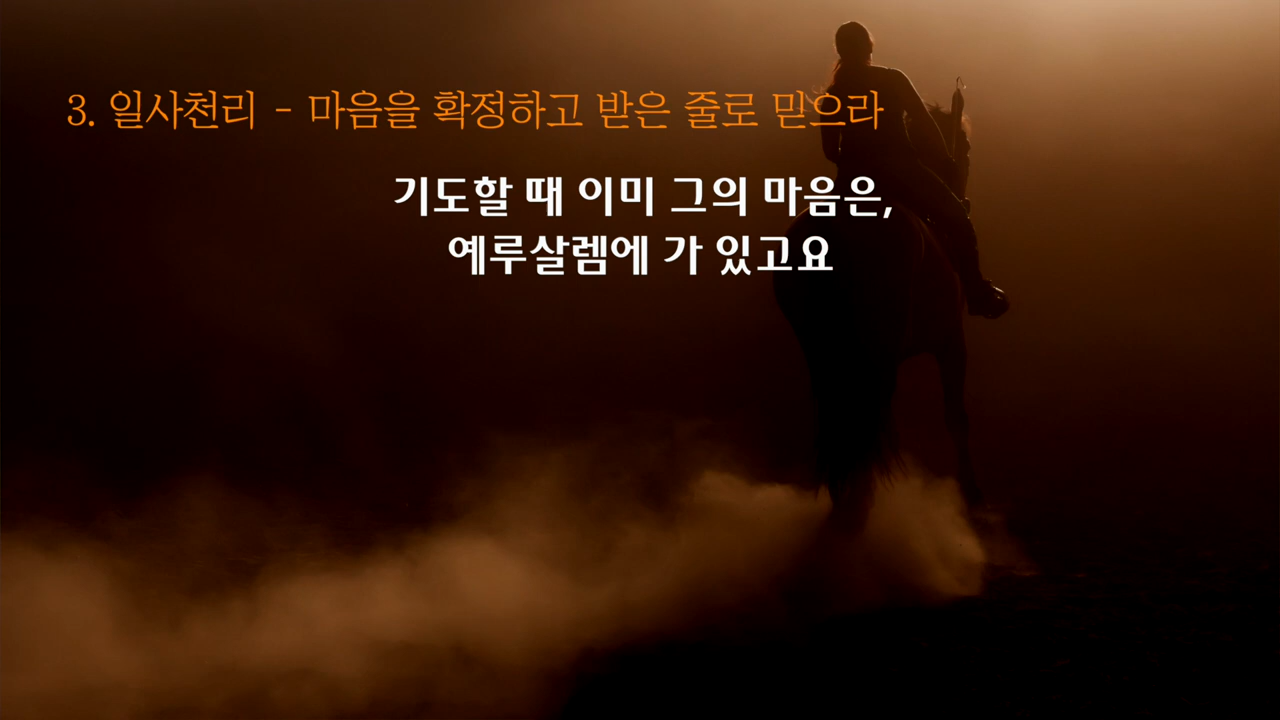 3. 일사천리 - 마음을 확정하고 받은 줄로 믿으라
기도할 때 이미 그의 마음은,
예루살렘에 가 있고요